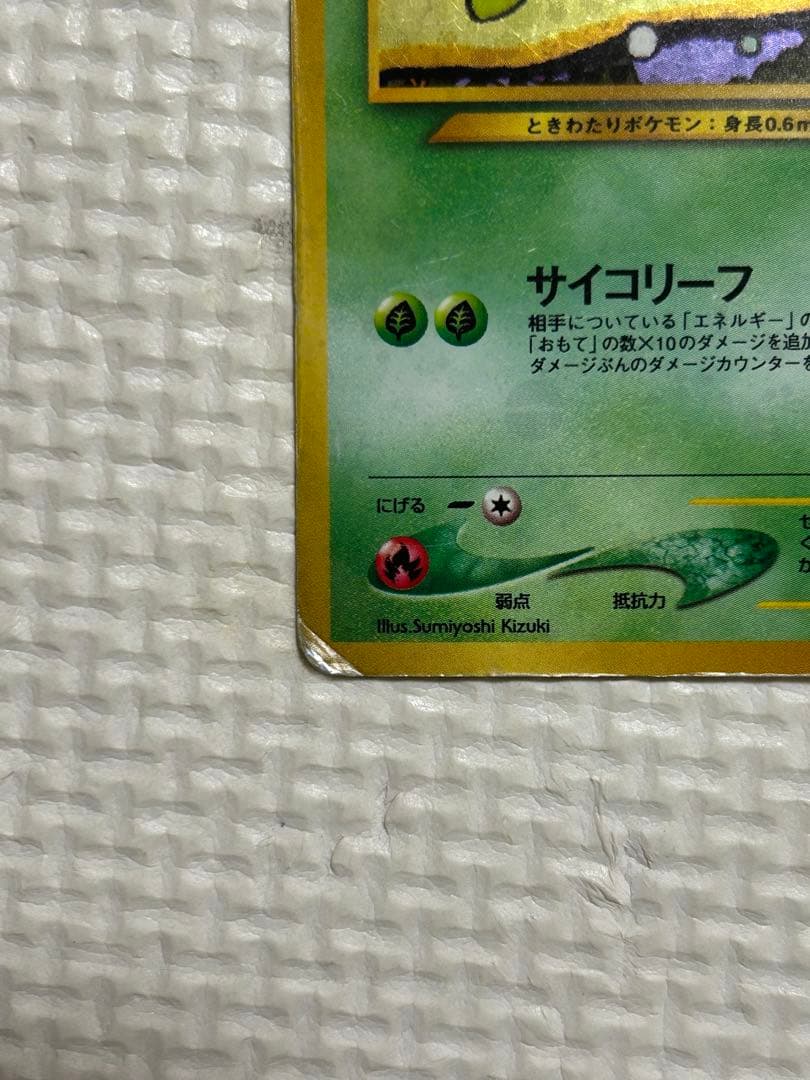 ときわたりポケモン：身長0.6m
サイコリーフ
相手についている「エネルギー」の
「おもて」の数×10のダメージを追加
ダメージぶんのダメージカウンターを
にげる
弱点 抵抗力
Illus.Sumiyoshi Kizuki